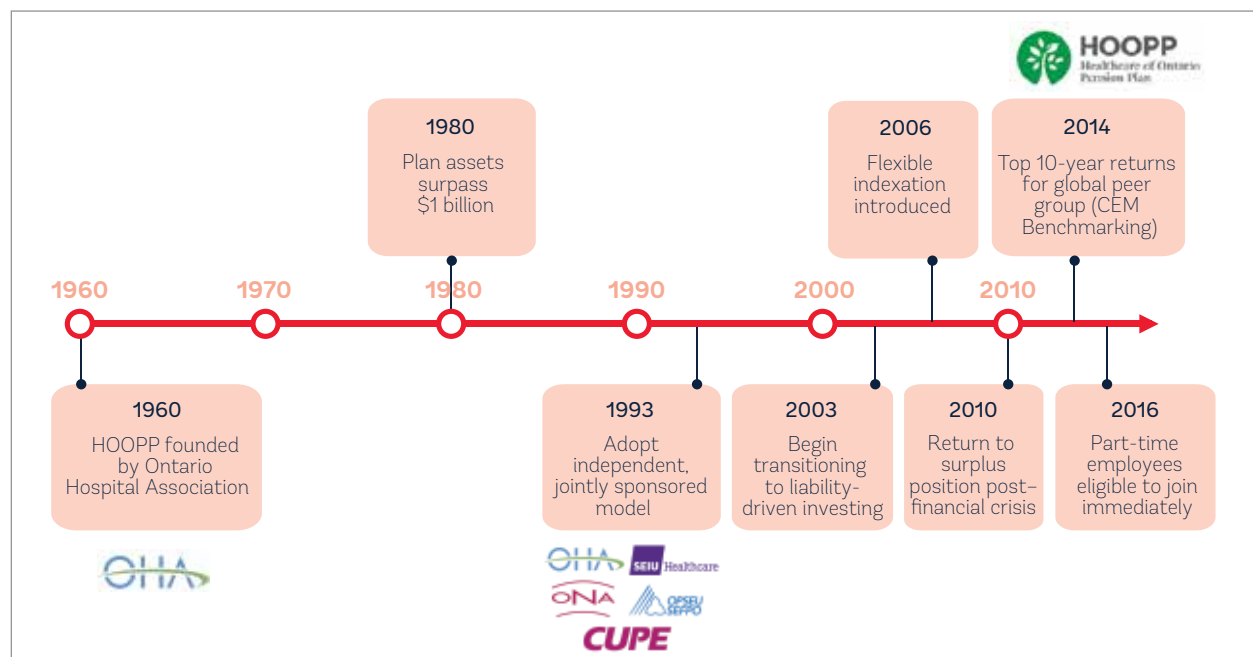 HOOPP
Healthcare of Ontario
Pension Plan
1980
Plan assets
surpass
$1 billion
2006
Flexible
indexation
introduced
2014
Top 10-year returns
for global peer
group (CEM
Benchmarking)
1960
1970
1980
1990
2000
2010
1960
HOOPP founded
by Ontario
Hospital Association
1993
Adopt
independent,
jointly sponsored
model
2003
Begin
transitioning
to liability-
driven investing
2010
Return to
surplus
position post–
financial crisis
2016
Part-time
employees
eligible to join
immediately
OHA
OHA
SEIU Healthcare
ONA
OPSEU
SEFPO
CUPE